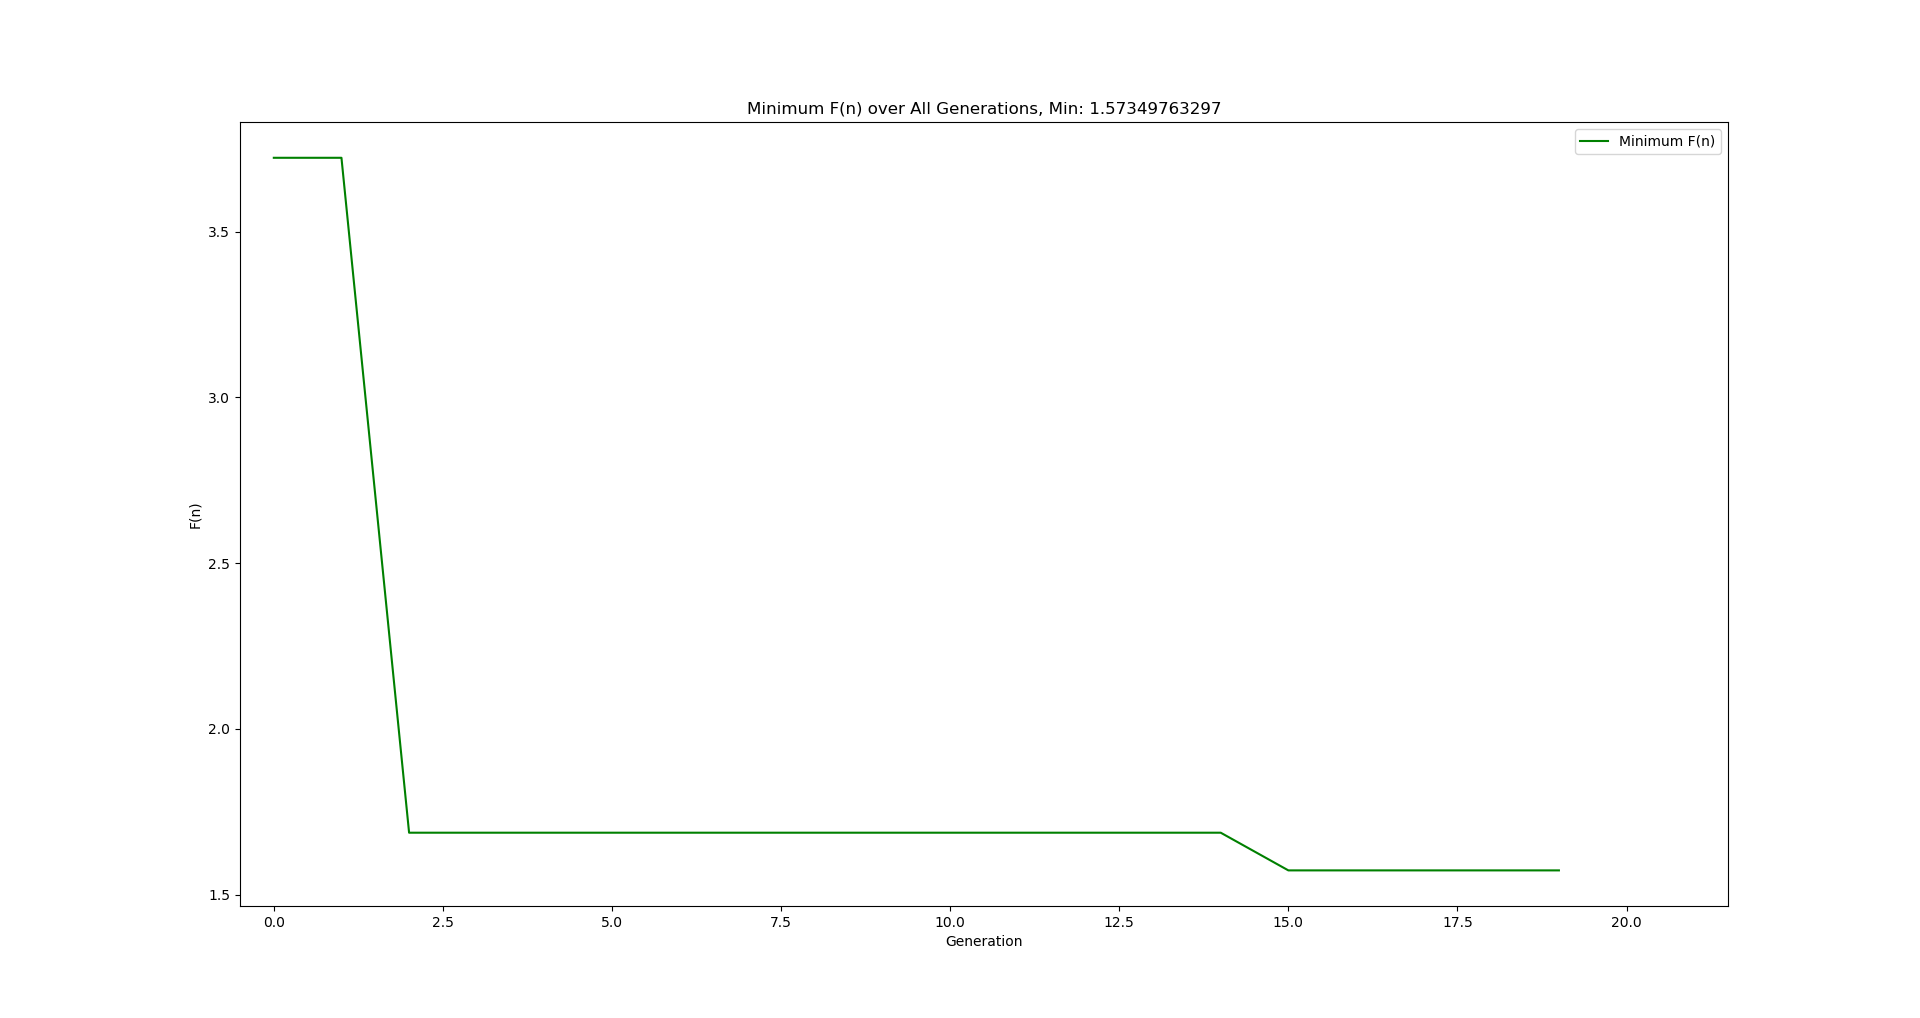 Minimum F(n) over All Generations, Min: 1.57349763297
Minimum F(n)
3.5
3.0
2.5
2.0
1.5
F(n)
0.0 2.5 5.0 7.5 10.0 12.5 15.0 17.5 20.0
Generation